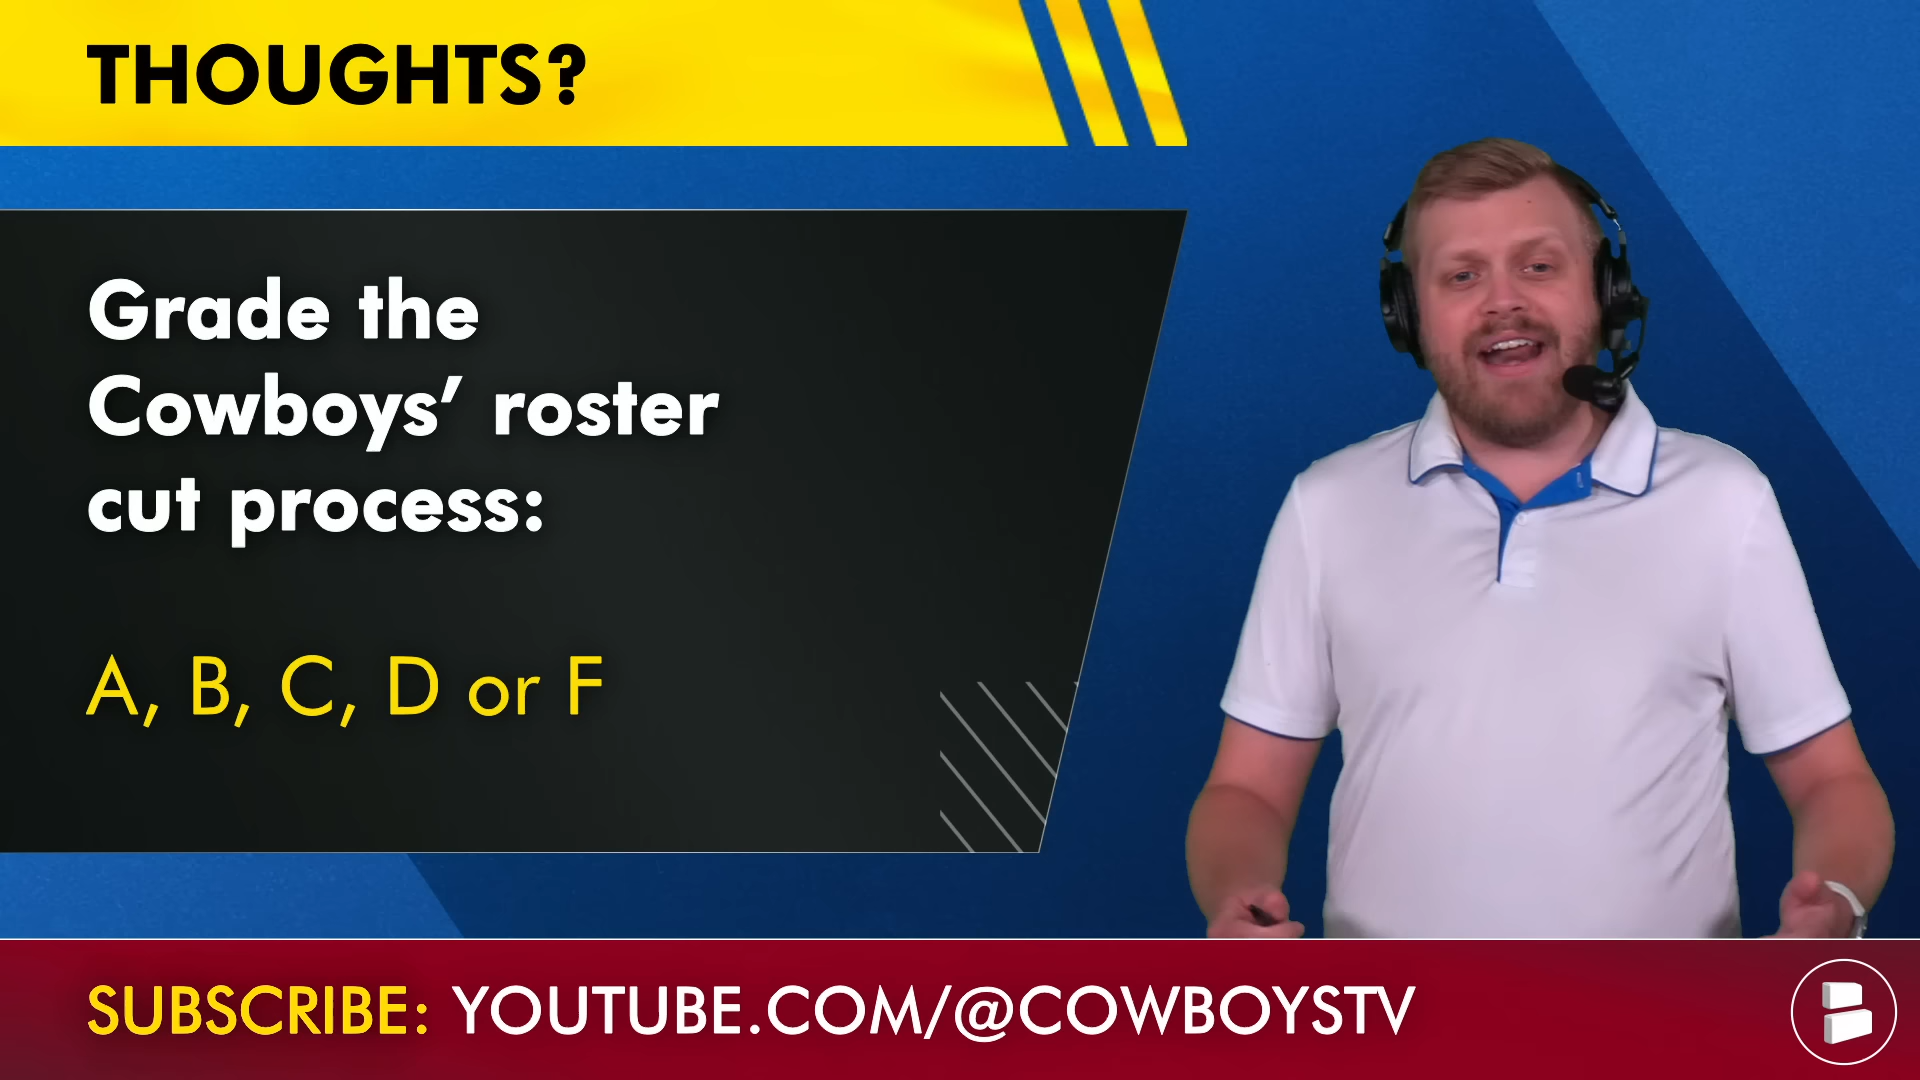 THOUGHTS?
Grade the
Cowboys’ roster
cut process:
A, B, C, D or F
SUBSCRIBE: YOUTUBE.COM/@COWBOYSTV